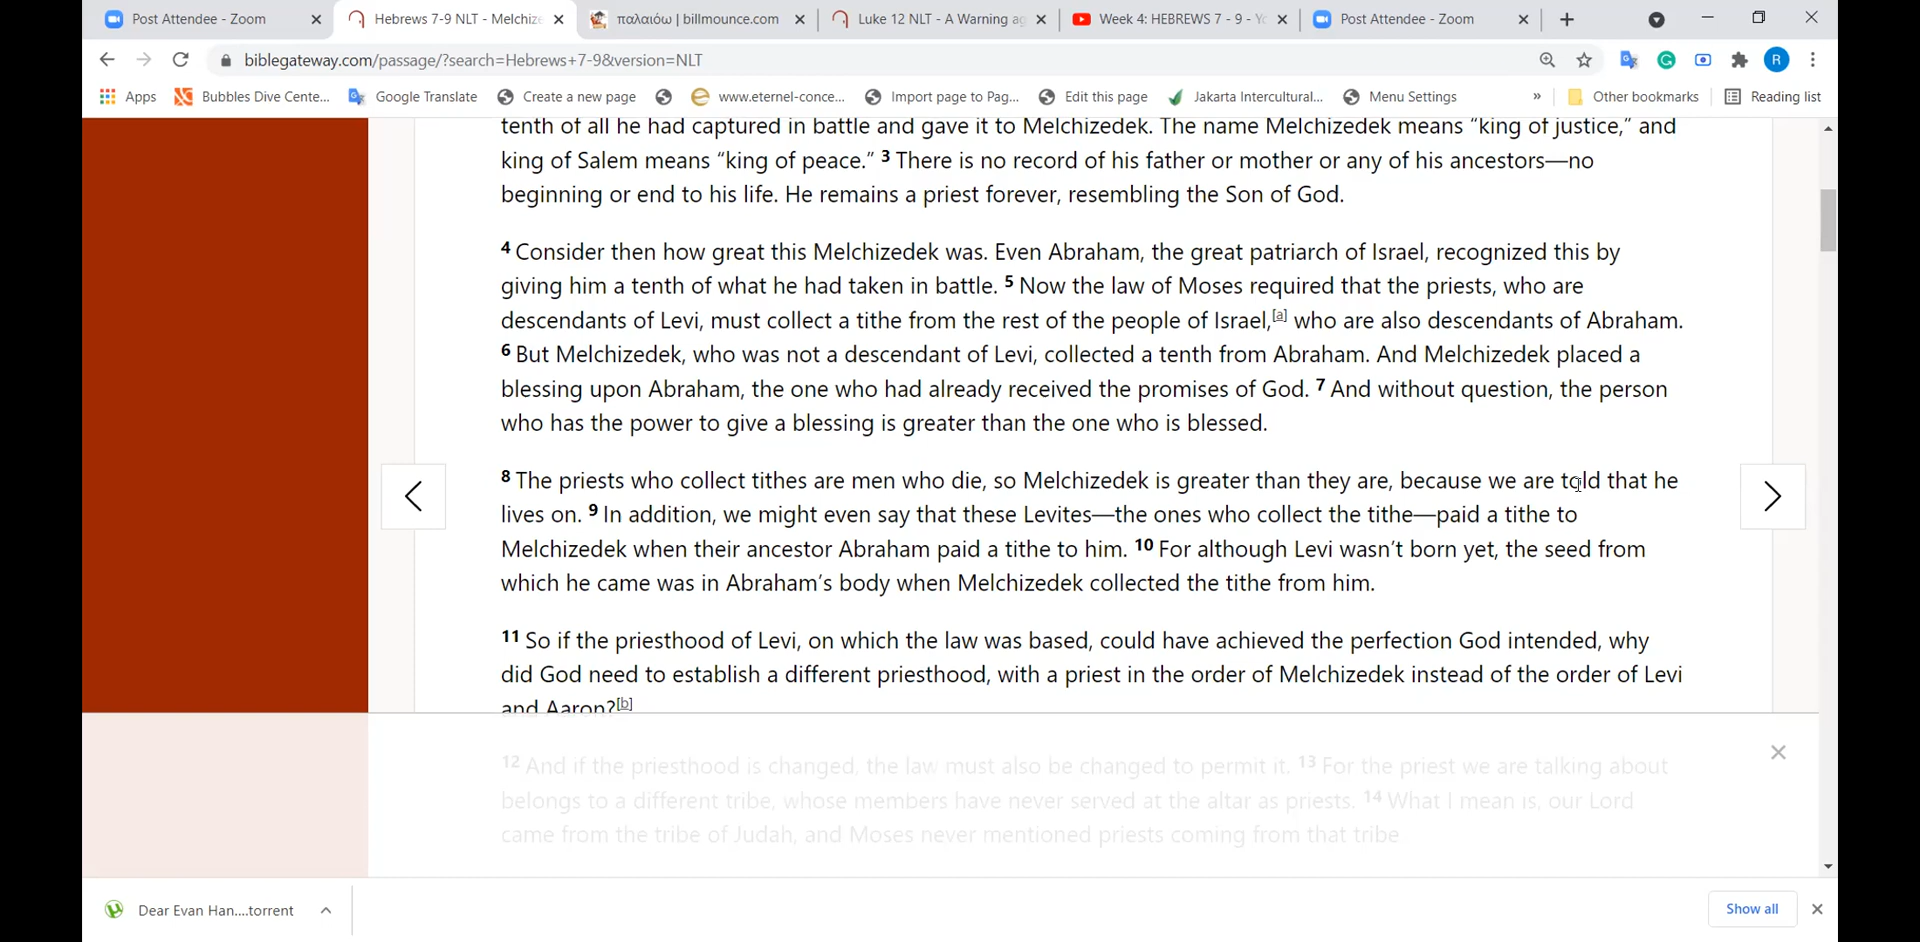 Post Attendee - Zoom
Hebrews 7-9 NLT - Melchize
παλαιόω | billmounce.com
Luke 12 NLT - A Warning ag
Week 4: HEBREWS 7 - 9 - Yo
Post Attendee - Zoom
biblegateway.com/passage/?search=Hebrews+7-9&version=NLT
R
Apps
Bubbles Dive Cente...
Google Translate
Create a new page
www.eternel-conce...
Import page to Pag...
Edit this page
Jakarta Intercultural...
Menu Settings
»
Other bookmarks
Reading list
tenth of all he had captured in battle and gave it to Melchizedek. The name Melchizedek means “king of justice,” and
king of Salem means “king of peace.” 3 There is no record of his father or mother or any of his ancestors—no
beginning or end to his life. He remains a priest forever, resembling the Son of God.
4 Consider then how great this Melchizedek was. Even Abraham, the great patriarch of Israel, recognized this by
giving him a tenth of what he had taken in battle. 5 Now the law of Moses required that the priests, who are
descendants of Levi, must collect a tithe from the rest of the people of Israel,[a] who are also descendants of Abraham.
6 But Melchizedek, who was not a descendant of Levi, collected a tenth from Abraham. And Melchizedek placed a
blessing upon Abraham, the one who had already received the promises of God. 7 And without question, the person
who has the power to give a blessing is greater than the one who is blessed.
8 The priests who collect tithes are men who die, so Melchizedek is greater than they are, because we are told that he
lives on. 9 In addition, we might even say that these Levites—the ones who collect the tithe—paid a tithe to
Melchizedek when their ancestor Abraham paid a tithe to him. 10 For although Levi wasn’t born yet, the seed from
which he came was in Abraham’s body when Melchizedek collected the tithe from him.
11 So if the priesthood of Levi, on which the law was based, could have achieved the perfection God intended, why
did God need to establish a different priesthood, with a priest in the order of Melchizedek instead of the order of Levi
and Aaron?[b]
12 And if the priesthood is changed, the law must also be changed to permit it. 13 For the priest we are talking about
belongs to a different tribe, whose members have never served at the altar as priests. 14 What I mean is, our Lord
came from the tribe of Judah, and Moses never mentioned priests coming from that tribe
Dear Evan Han....torrent
Show all